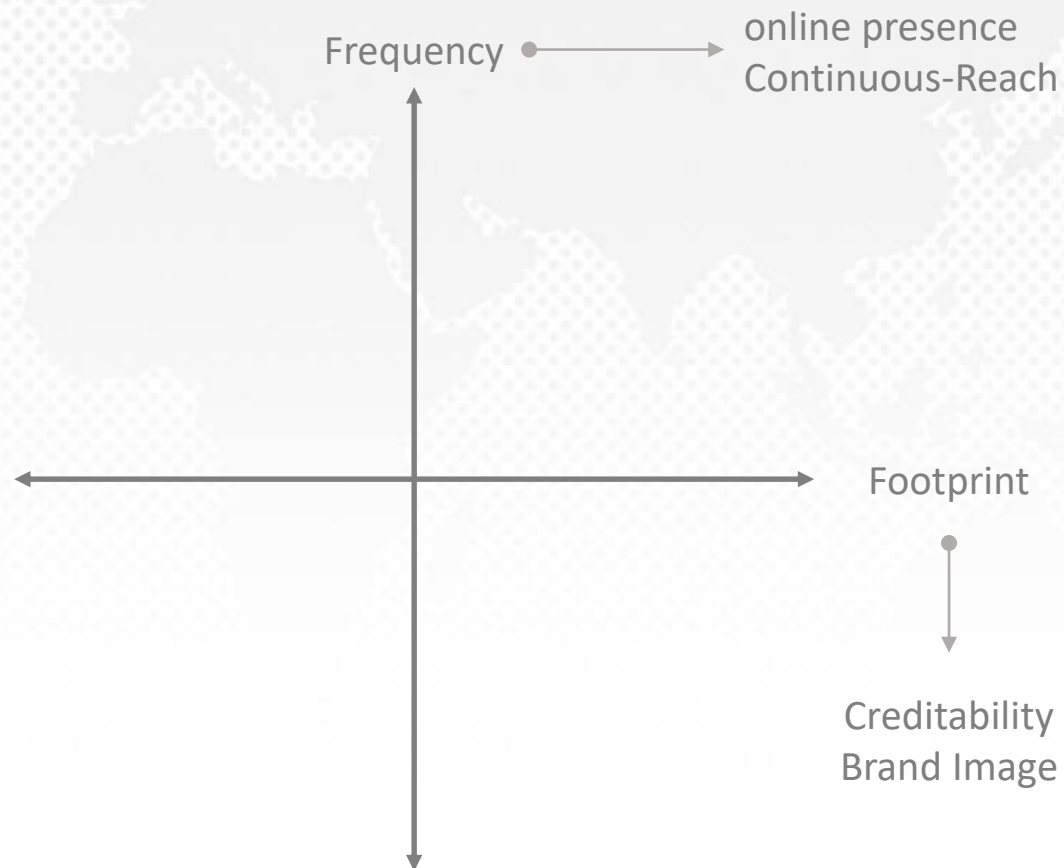 Frequency
online presence
Continuous-Reach
Footprint
Creditability
Brand Image